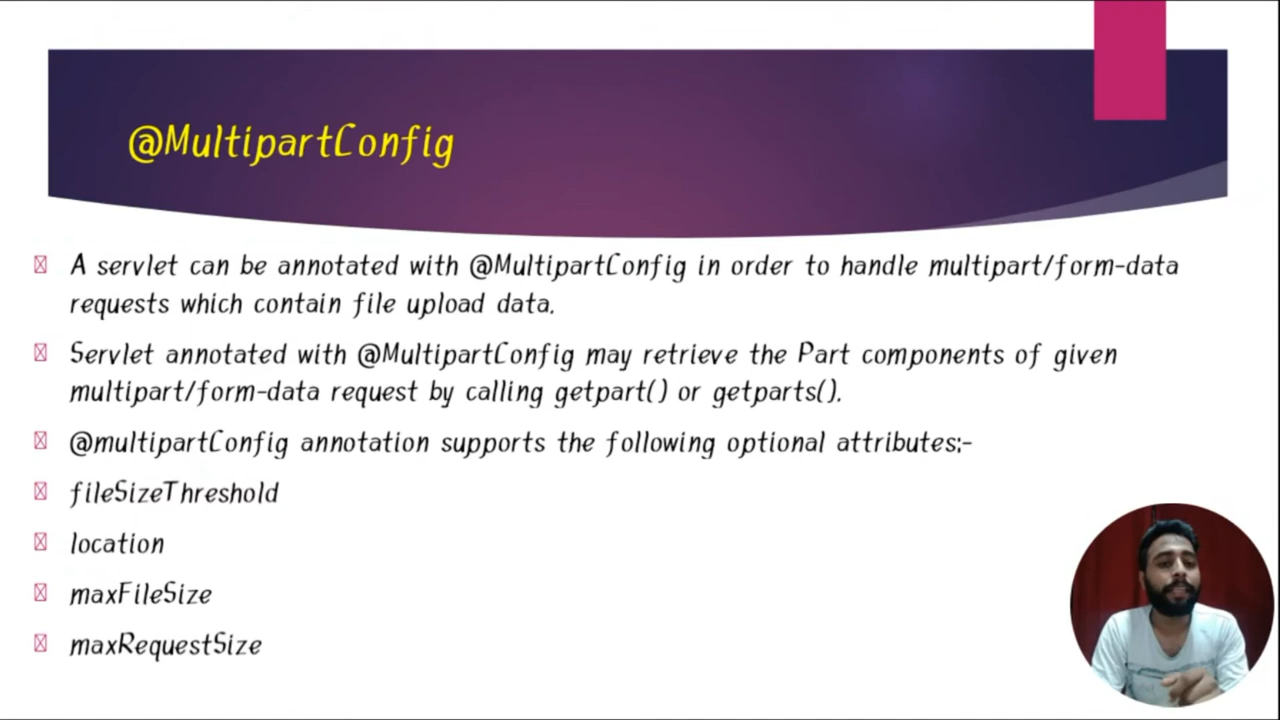 @MultipartConfig
A servlet can be annotated with @MultipartConfig in order to handle multipart/form-data
requests which contain file upload data.
Servlet annotated with @MultipartConfig may retrieve the Part components of given
multipart/form-data request by calling getpart() or getparts().
@multipartConfig annotation supports the following optional attributes:-
fileSizeThreshold
location
maxFileSize
maxRequestSize